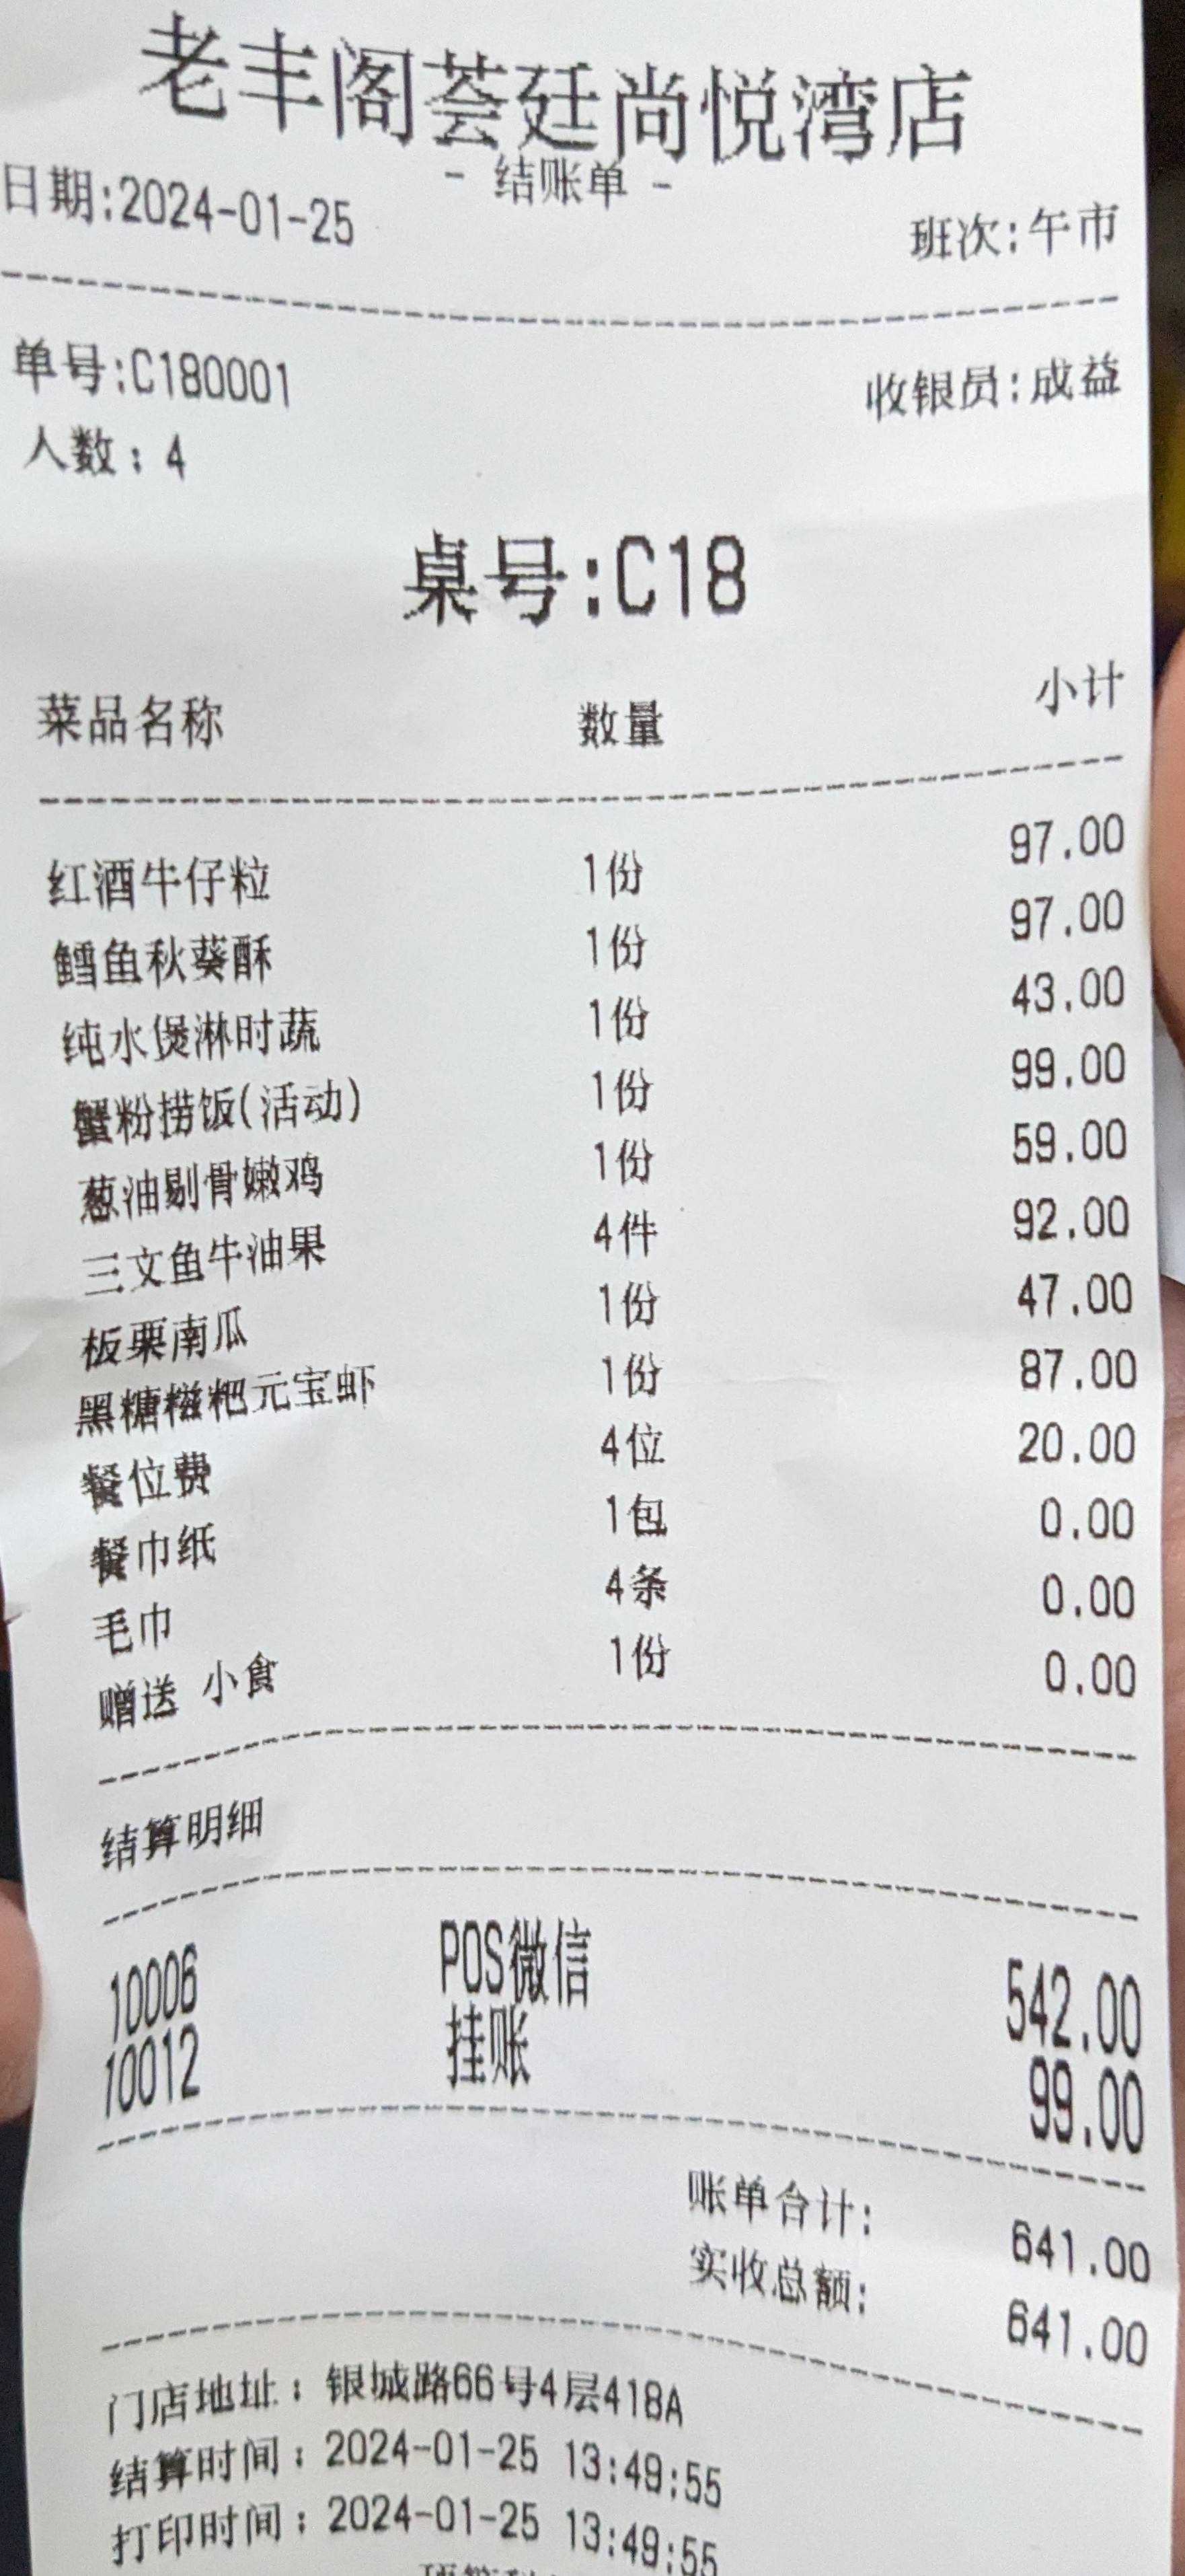 老丰阁荟廷尚悦湾店
- 结账单 -
日期:2024-01-25 班次:午市
单号:C180001 收银员:成益
人数:4
桌号:C18
菜品名称 数量 小计
红酒牛仔粒 1份 97.00
鳕鱼秋葵酥 1份 97.00
纯水煲淋时蔬 1份 43.00
蟹粉捞饭(活动) 1份 99.00
葱油剔骨嫩鸡 1份 59.00
三文鱼牛油果 4件 92.00
板栗南瓜 1份 47.00
黑糖糍粑元宝虾 1份 87.00
餐位费 4位 20.00
餐巾纸 1包 0.00
毛巾 4条 0.00
赠送 小食 1份 0.00
结算明细
10006 POS微信 542.00
10012 挂账 99.00
账单合计: 641.00
实收总额: 641.00
门店地址:银城路66号4层418A
结算时间:2024-01-25 13:49:55
打印时间:2024-01-25 13:49:55